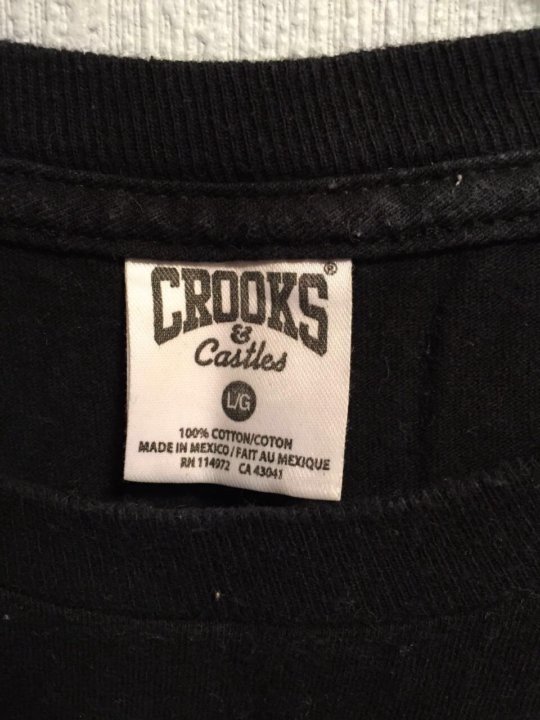 CROOKS®
&
Castles
L/G
100% COTTON/COTON
MADE IN MEXICO/FAIT AU MEXIQUE
RN 114972 CA 43041